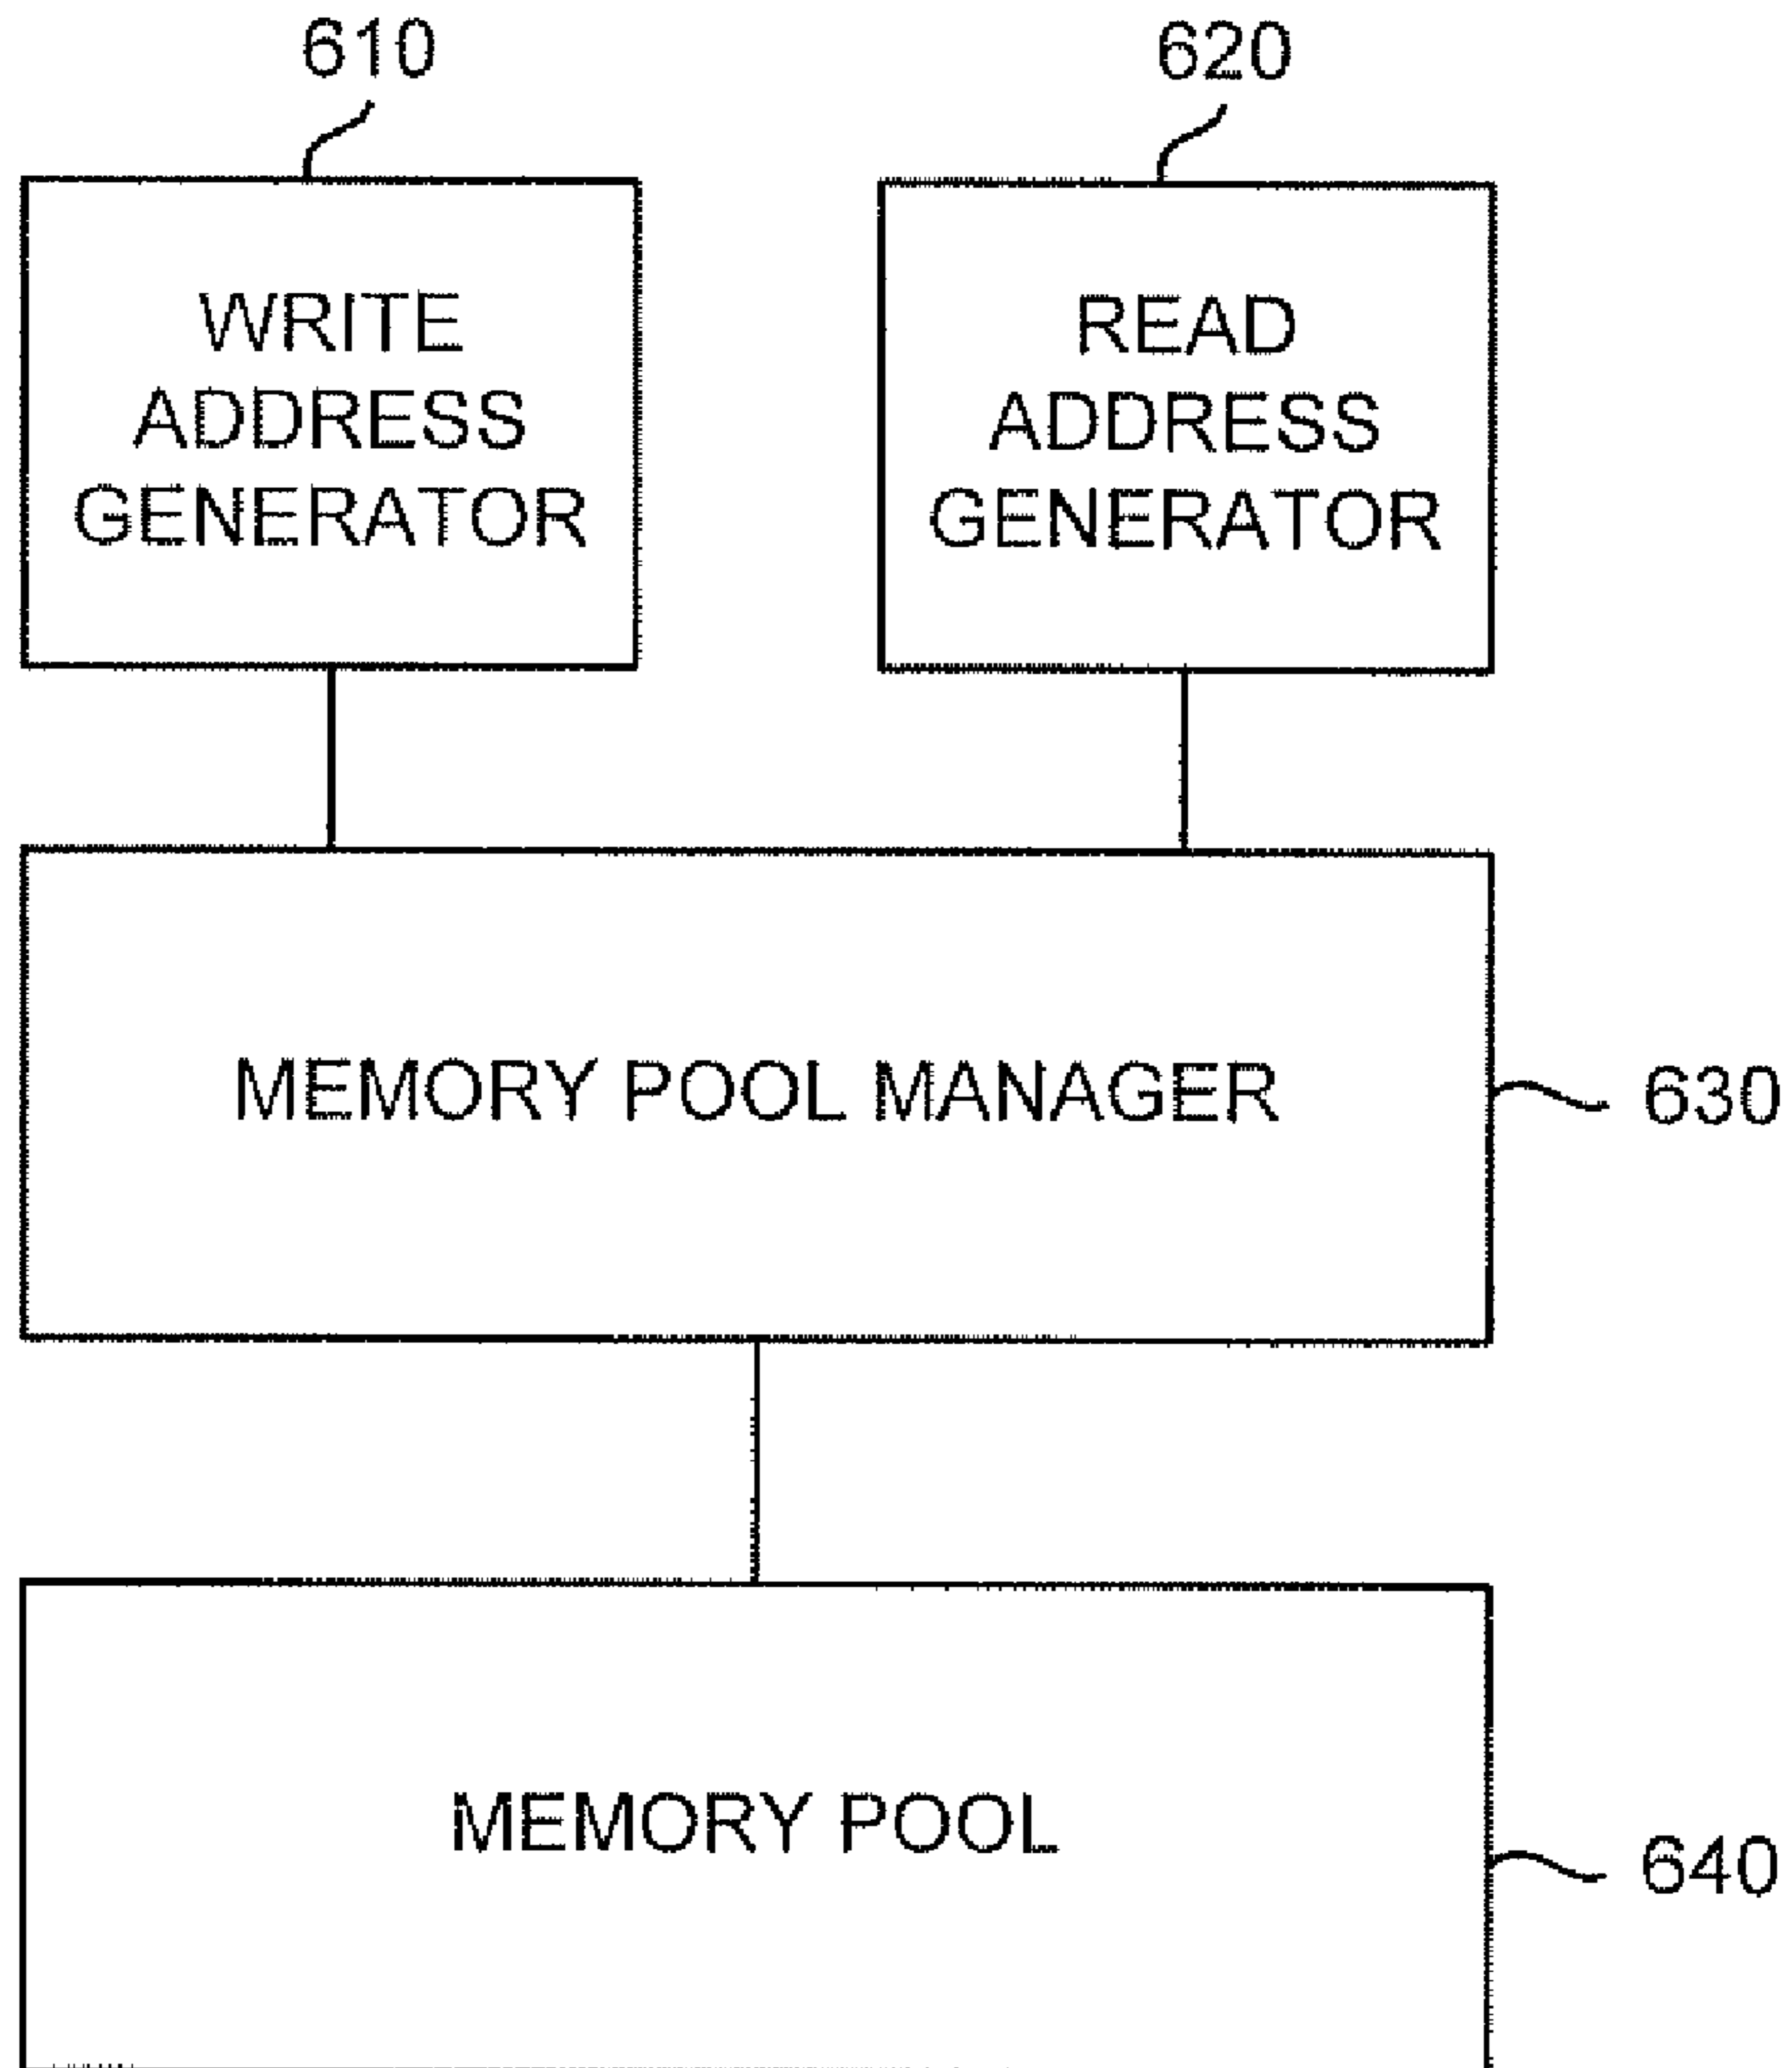 610
620
WRITE
ADDRESS
GENERATOR
READ
ADDRESS
GENERATOR
MEMORY POOL MANAGER
630
MEMORY POOL
640